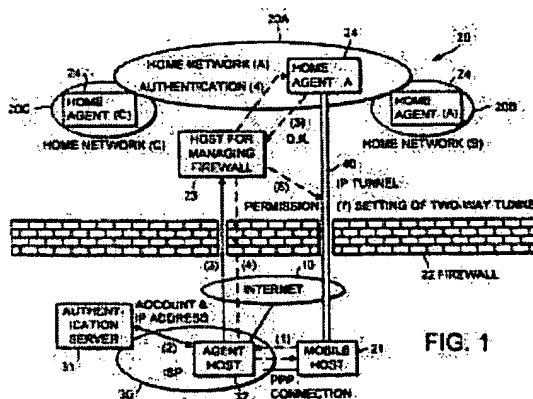 20A
24
20
HOME NETWORK (A)
AUTHENTICATION (4)
HOME
AGENT A
24
HOME
AGENT (C)
20C
HOME NETWORK (C)
24
HOME
AGENT (A)
20B
HOME NETWORK (B)
HOST FOR
MANAGING
FIREWALL
23
(3)
(5)
PERMISSION
40
IP TUNNEL
(7) SETTING OF TWO-WAY TUNNE
(3)
(4)
10
22 FIREWALL
INTERNET
AUTHENT-
ICATION
SERVER
31
ACCOUNT &
IP ADDRESS
(2)
ISP
30
AGENT
HOST
32
(1)
PPP
CONNECTION
MOBILE
HOST
21
FIG. 1